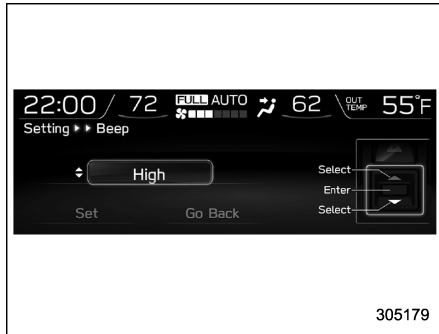 22:00 / 72 FULL AUTO 62 OUT TEMP 55°F
Setting ▸▸ Beep
High
Select
Enter
Select
Set Go Back
305179